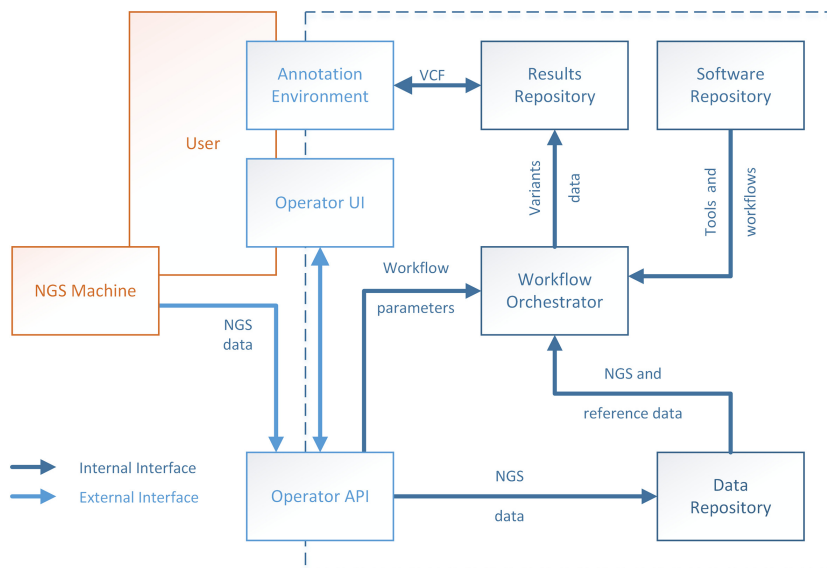 Annotation
Environment
VCF
Results
Repository
Software
Repository
User
Operator UI
Variants
data
Tools and
workflows
NGS Machine
Workflow
parameters
Workflow
Orchestrator
NGS
data
NGS and
reference data
Internal Interface
External Interface
Operator API
NGS
data
Data
Repository